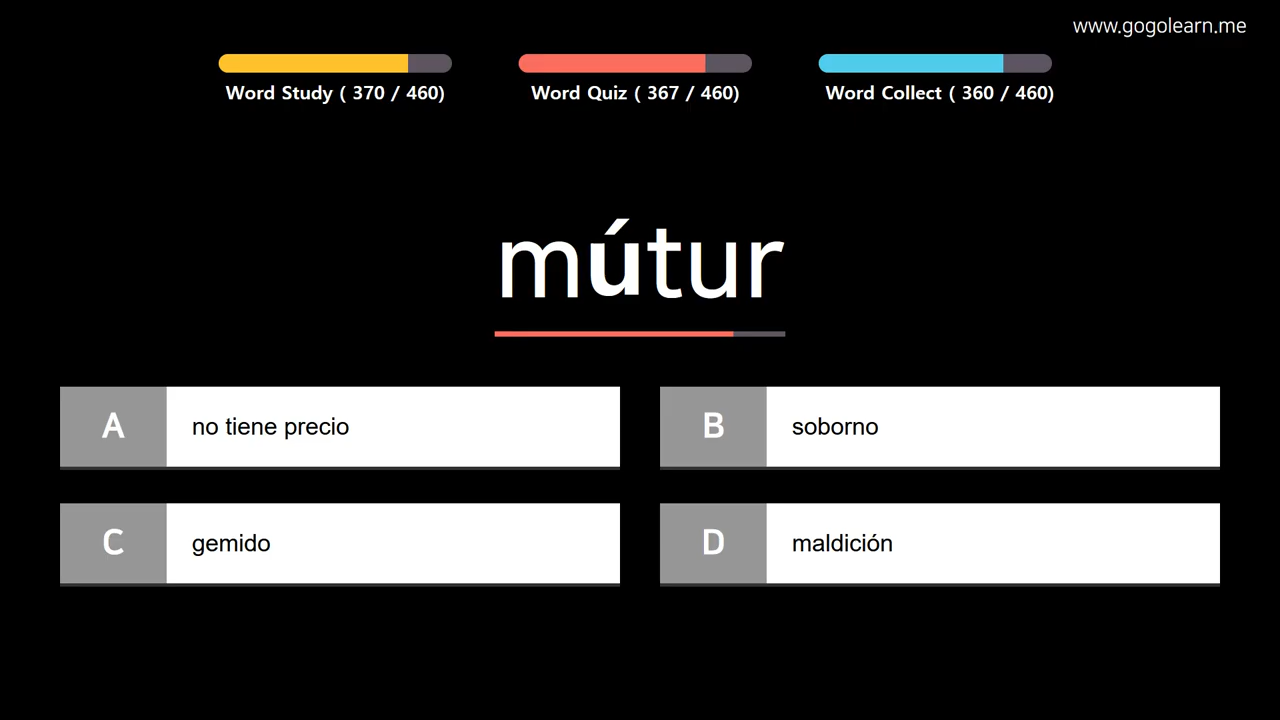 www.gogolearn.me
Word Study ( 370 / 460)
Word Quiz ( 367 / 460)
Word Collect ( 360 / 460)
mútur
A no tiene precio
B soborno
C gemido
D maldición